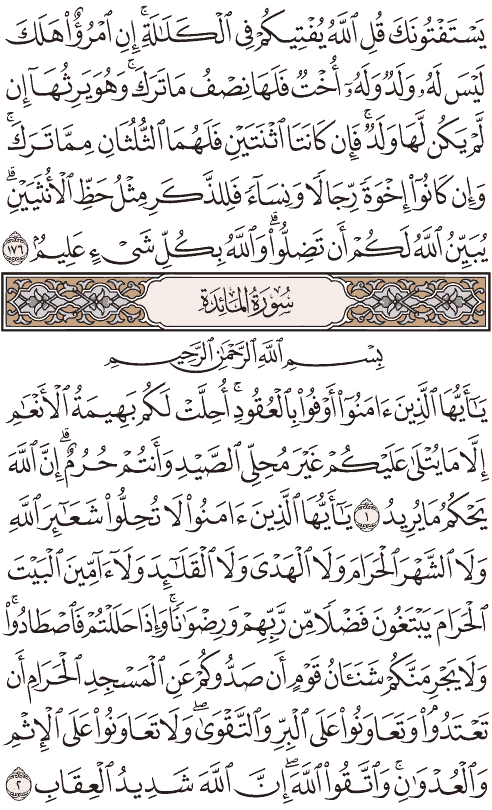 يَسْتَفْتُونَكَ قُلِ ٱللَّهُ يُفْتِيكُمْ فِى ٱلْكَلَٰلَةِ ۚ إِنِ ٱمْرُؤٌا۟ هَلَكَ
لَيْسَ لَهُۥ وَلَدٌ وَلَهُۥٓ أُخْتٌ فَلَهَا نِصْفُ مَا تَرَكَ ۚ وَهُوَ يَرِثُهَآ إِن
لَّمْ يَكُن لَّهَا وَلَدٌ ۚ فَإِن كَانَتَا ٱثْنَتَيْنِ فَلَهُمَا ٱلثُّلُثَانِ مِمَّا تَرَكَ ۚ
وَإِن كَانُوٓا۟ إِخْوَةً رِّجَالًا وَنِسَآءً فَلِلذَّكَرِ مِثْلُ حَظِّ ٱلْأُنثَيَيْنِ ۗ
يُبَيِّنُ ٱللَّهُ لَكُمْ أَن تَضِلُّوا۟ ۗ وَٱللَّهُ بِكُلِّ شَىْءٍ عَلِيمٌۢ ١٧٦
سُورَةُ المَائدَة
بِسْمِ ٱللَّهِ ٱلرَّحْمَٰنِ ٱلرَّحِيمِ
يَٰٓأَيُّهَا ٱلَّذِينَ ءَامَنُوٓا۟ أَوْفُوا۟ بِٱلْعُقُودِ ۚ أُحِلَّتْ لَكُم بَهِيمَةُ ٱلْأَنْعَٰمِ
إِلَّا مَا يُتْلَىٰ عَلَيْكُمْ غَيْرَ مُحِلِّى ٱلصَّيْدِ وَأَنتُمْ حُرُمٌ ۗ إِنَّ ٱللَّهَ
يَحْكُمُ مَا يُرِيدُ ١ يَٰٓأَيُّهَا ٱلَّذِينَ ءَامَنُوا۟ لَا تُحِلُّوا۟ شَعَٰٓئِرَ ٱللَّهِ
وَلَا ٱلشَّهْرَ ٱلْحَرَامَ وَلَا ٱلْهَدْىَ وَلَا ٱلْقَلَٰٓئِدَ وَلَآ ءَآمِّينَ ٱلْبَيْتَ
ٱلْحَرَامَ يَبْتَغُونَ فَضْلًا مِّن رَّبِّهِمْ وَرِضْوَٰنًا ۚ وَإِذَا حَلَلْتُمْ فَٱصْطَادُوا۟ ۚ
وَلَا يَجْرِمَنَّكُمْ شَنَـَٔانُ قَوْمٍ أَن صَدُّوكُمْ عَنِ ٱلْمَسْجِدِ ٱلْحَرَامِ أَن
تَعْتَدُوا۟ ۘ وَتَعَاوَنُوا۟ عَلَى ٱلْبِرِّ وَٱلتَّقْوَىٰ ۖ وَلَا تَعَاوَنُوا۟ عَلَى ٱلْإِثْمِ
وَٱلْعُدْوَٰنِ ۚ وَٱتَّقُوا۟ ٱللَّهَ ۖ إِنَّ ٱللَّهَ شَدِيدُ ٱلْعِقَابِ ٢